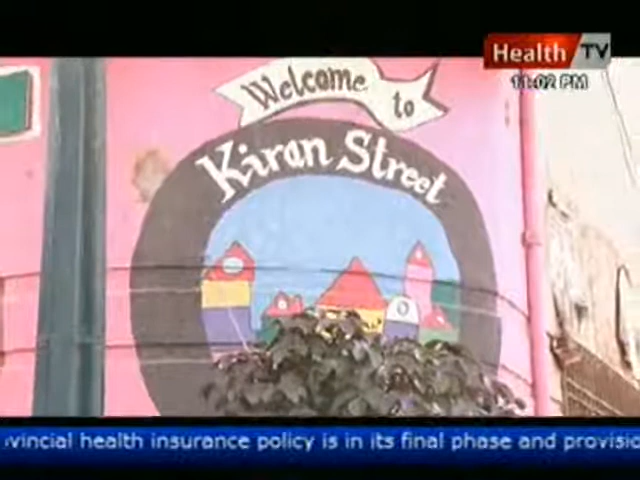 Health TV
11:02 PM
Welcome to
Kiran Street
vincial health insurance policy is in its final phase and provisio